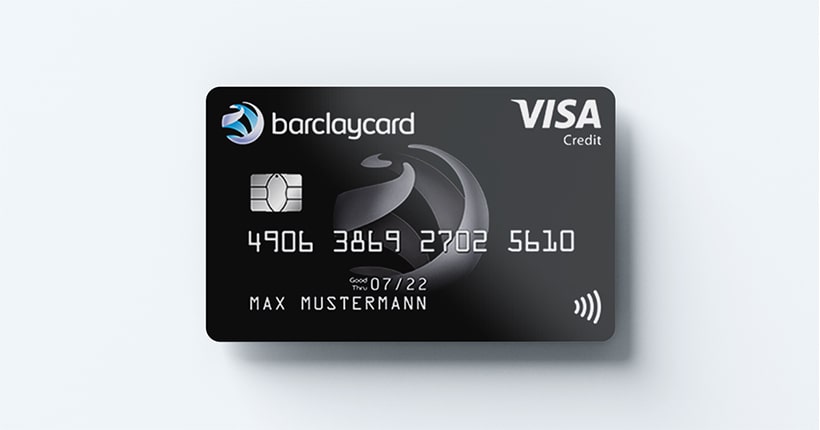 barclaycard
VISA
Credit
4906 3869 2702 5610
Good
Thru 07/22
MAX MUSTERMANN